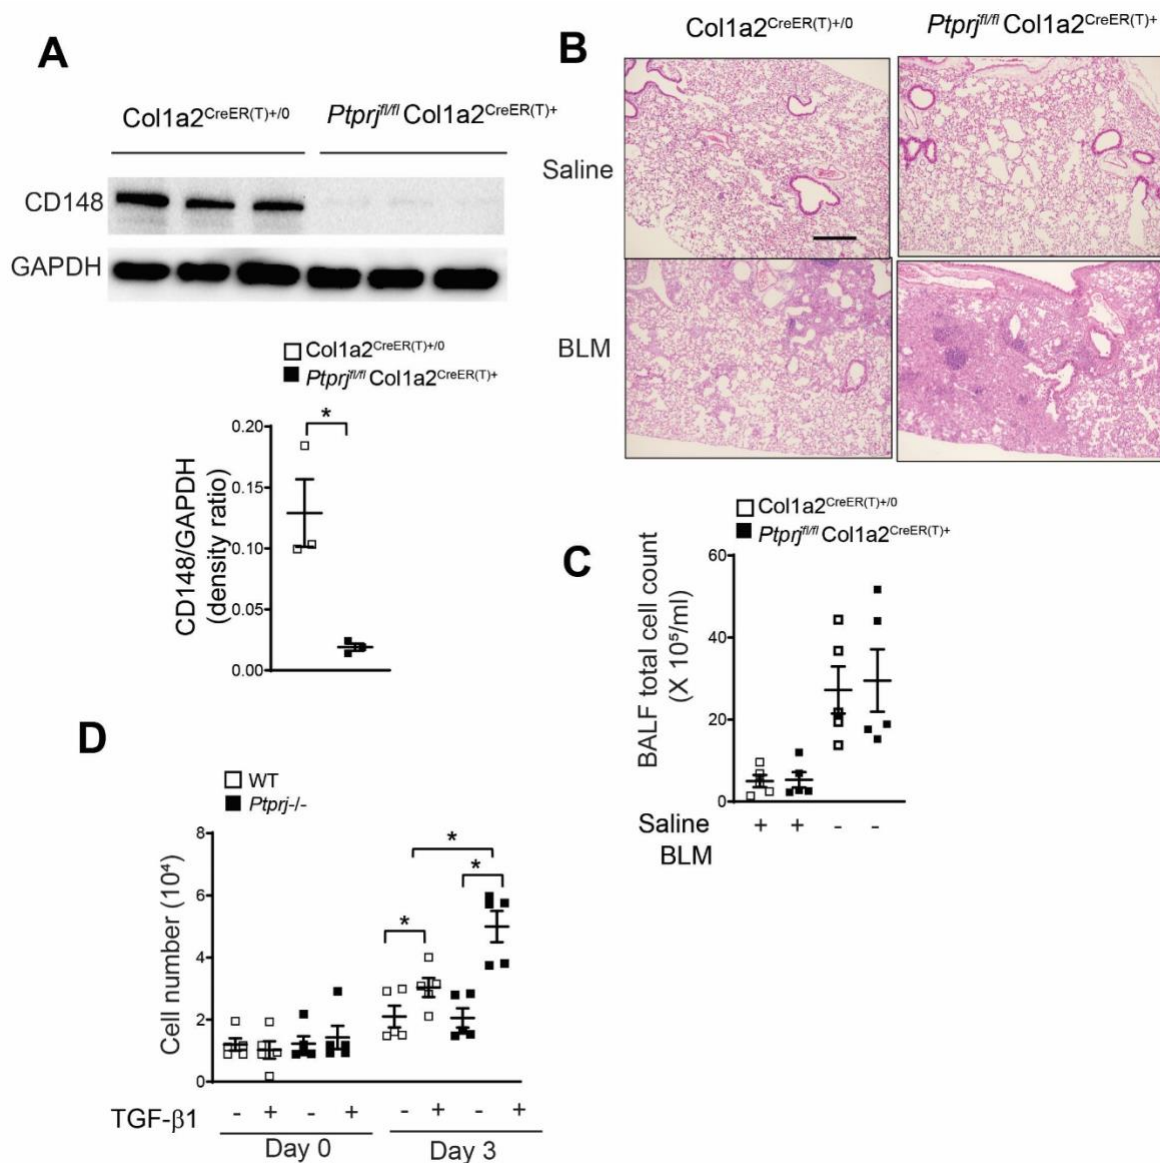 A
Col1a2CreER(T)+/0 Ptprjfl/fl Col1a2CreER(T)+
CD148
GAPDH
□ Col1a2CreER(T)+/0
■ Ptprjfl/fl Col1a2CreER(T)+
*
CD148/GAPDH
(density ratio)
0.20
0.15
0.10
0.05
0.00
B
Col1a2CreER(T)+/0 Ptprjfl/fl Col1a2CreER(T)+
Saline
BLM
C
□ Col1a2CreER(T)+/0
■ Ptprjfl/fl Col1a2CreER(T)+
BALF total cell count
(X 10⁵/ml)
60
40
20
0
Saline + + - -
BLM
D
□ WT
■ Ptprj-/-
Cell number (10⁴)
8
6
4
2
0
* * *
TGF-β1 - + - + - + - +
Day 0 Day 3